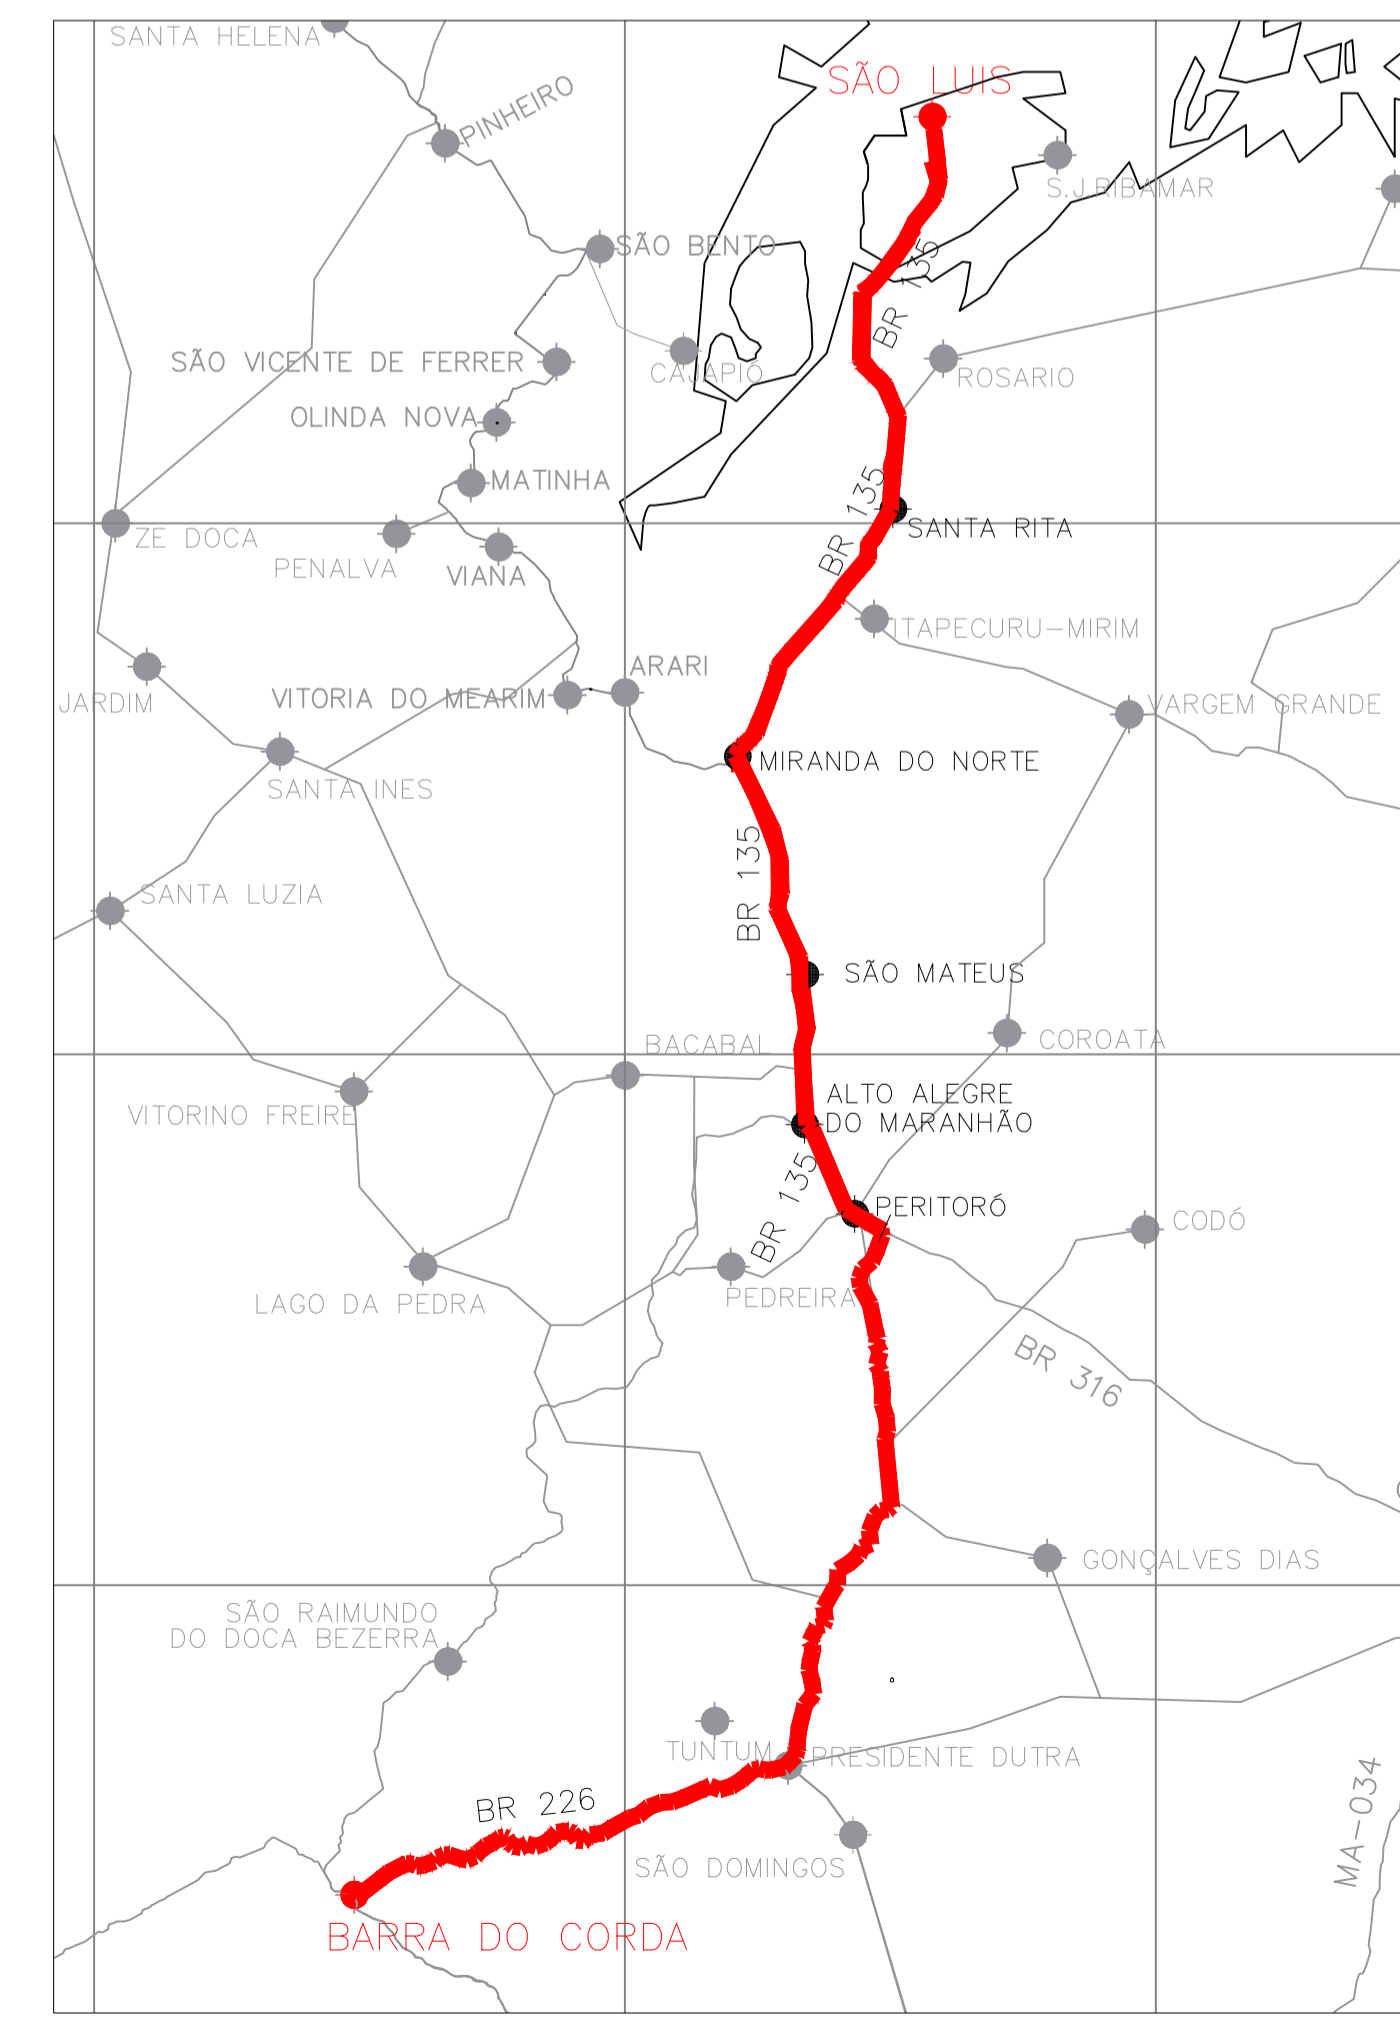 SANTA HELENA
SÃO LUIS
PINHEIRO
S.J.RIBAMAR
SÃO BENTO
BR 135
SÃO VICENTE DE FERRER
CAJAPIÓ
ROSARIO
OLINDA NOVA
MATINHA
BR 135
SANTA RITA
ZE DOCA
PENALVA
VIANA
ITAPECURU-MIRIM
ARARI
JARDIM
VITORIA DO MEARIM
VARGEM GRANDE
MIRANDA DO NORTE
SANTA INES
BR 135
SANTA LUZIA
SÃO MATEUS
BACABAL
COROATA
ALTO ALEGRE
DO MARANHÃO
VITORINO FREIRE
BR 135
PERITORÓ
CODÓ
LAGO DA PEDRA
PEDREIRA
BR 316
GONÇALVES DIAS
SÃO RAIMUNDO
DO DOCA BEZERRA
TUNTUM
PRESIDENTE DUTRA
BR 226
MA-034
SÃO DOMINGOS
BARRA DO CORDA